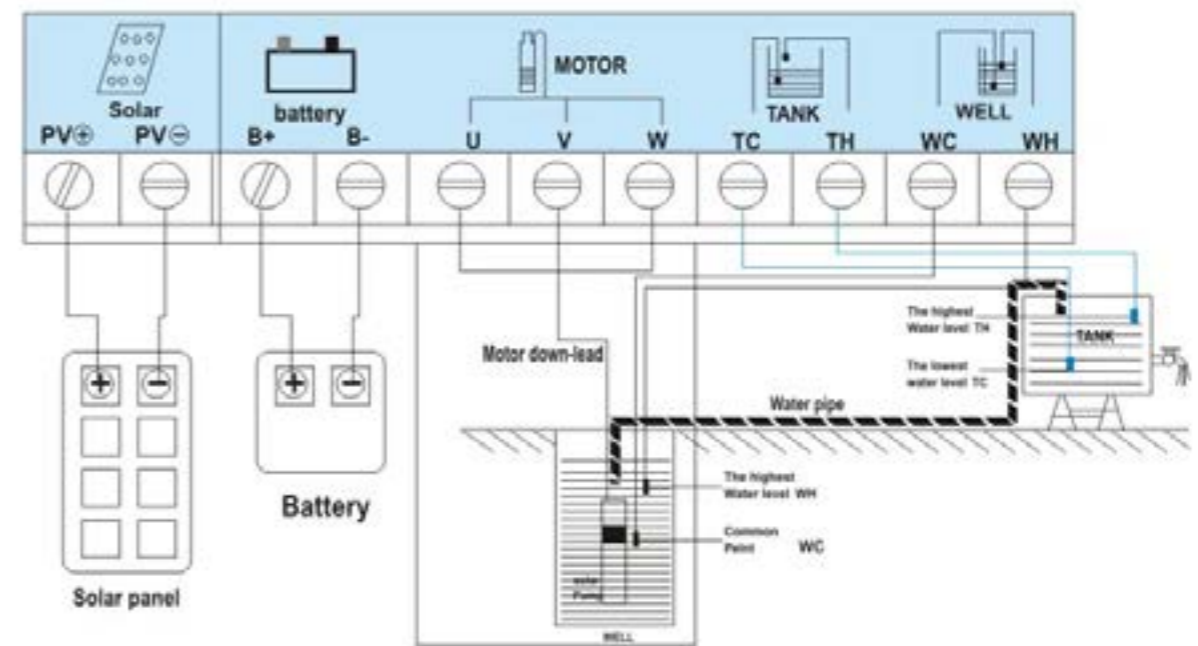 Solar
battery
MOTOR
TANK
WELL
PV⊕ PV⊖ B+ B- U V W TC TH WC WH
The highest
Water level TH
TANK
The lowest
water level TC
Motor down-lead
Water pipe
The highest
Water level WH
Common
Point WC
solar
Pump
WELL
Battery
Solar panel